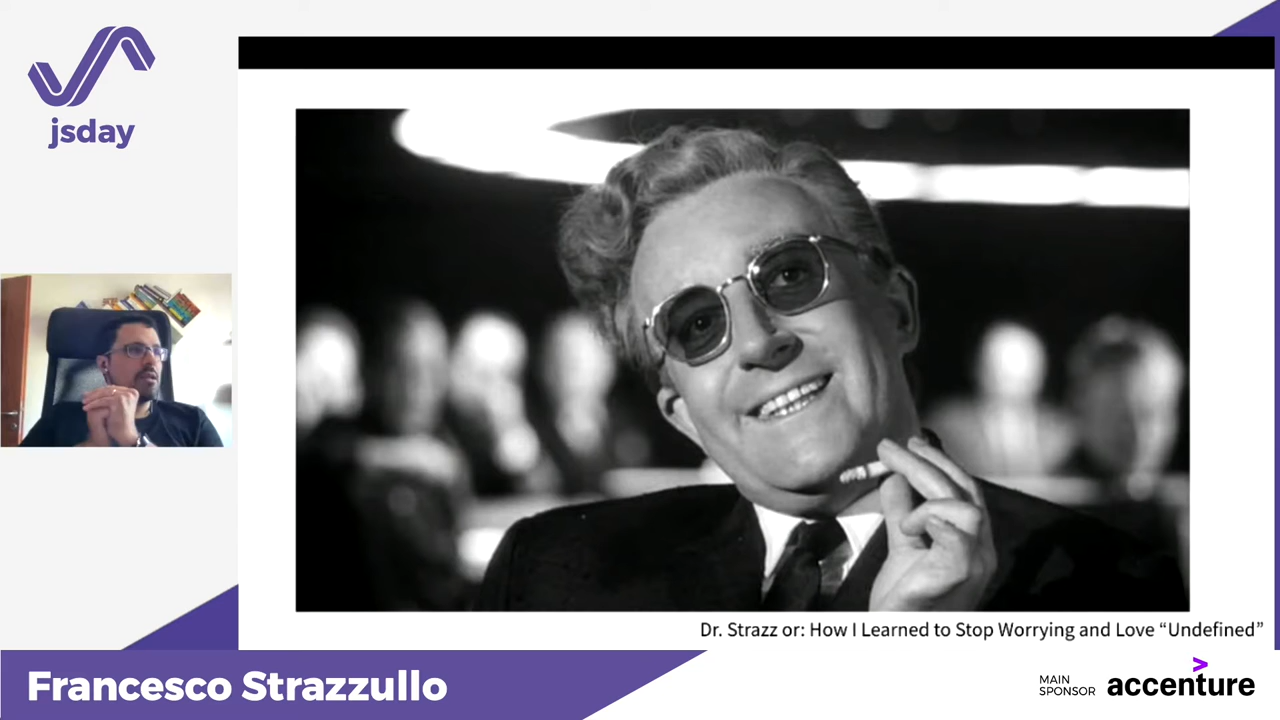 jsday
Dr. Strazz or: How I Learned to Stop Worrying and Love “Undefined”
Francesco Strazzullo
MAIN
SPONSOR
accenture